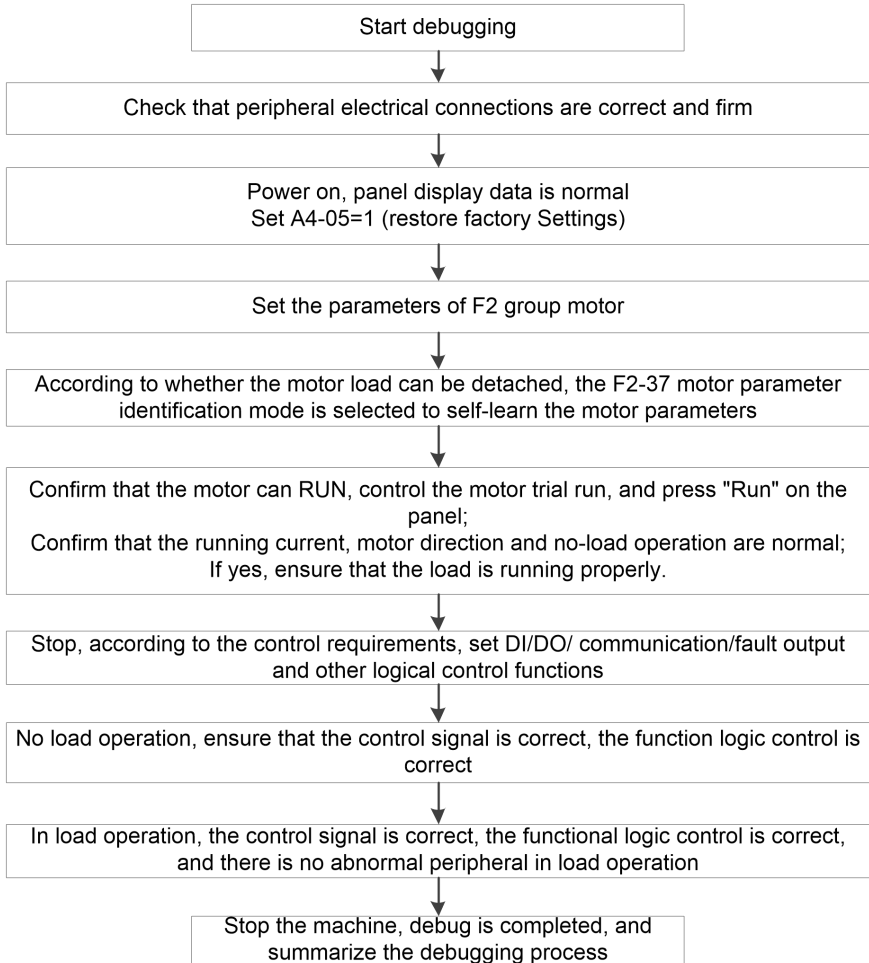 Start debugging
Check that peripheral electrical connections are correct and firm
Power on, panel display data is normal
Set A4-05=1 (restore factory Settings)
Set the parameters of F2 group motor
According to whether the motor load can be detached, the F2-37 motor parameter
identification mode is selected to self-learn the motor parameters
Confirm that the motor can RUN, control the motor trial run, and press "Run" on the
panel;
Confirm that the running current, motor direction and no-load operation are normal;
If yes, ensure that the load is running properly.
Stop, according to the control requirements, set DI/DO/ communication/fault output
and other logical control functions
No load operation, ensure that the control signal is correct, the function logic control is
correct
In load operation, the control signal is correct, the functional logic control is correct,
and there is no abnormal peripheral in load operation
Stop the machine, debug is completed, and
summarize the debugging process